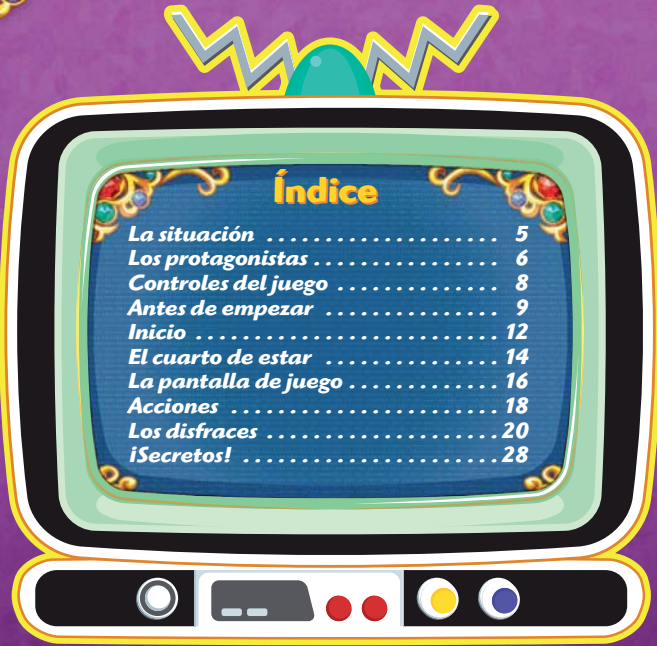 Índice
La situación . . . . . . . . . . . . . . . . . . . . 5
Los protagonistas . . . . . . . . . . . . . . . . 6
Controles del juego . . . . . . . . . . . . . . 8
Antes de empezar . . . . . . . . . . . . . . . 9
Inicio . . . . . . . . . . . . . . . . . . . . . . . . . . 12
El cuarto de estar . . . . . . . . . . . . . . . 14
La pantalla de juego . . . . . . . . . . . . . 16
Acciones . . . . . . . . . . . . . . . . . . . . . . . 18
Los disfraces . . . . . . . . . . . . . . . . . . . . 20
¡Secretos! . . . . . . . . . . . . . . . . . . . . . . 28